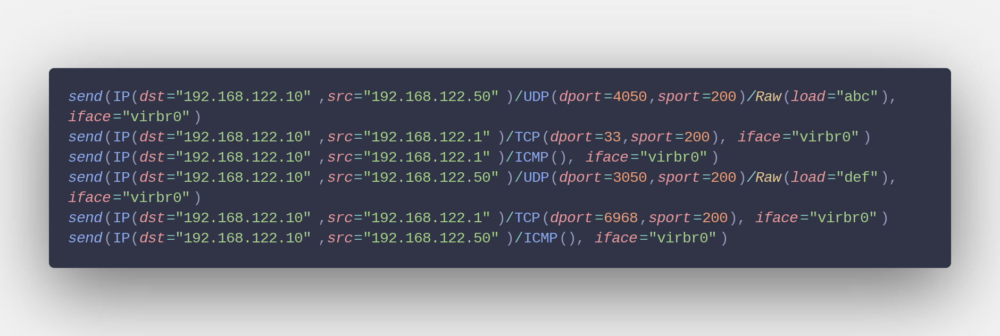 send(IP(dst="192.168.122.10" ,src="192.168.122.50" )/UDP(dport=4050,sport=200)/Raw(load="abc"),
iface="virbr0")
send(IP(dst="192.168.122.10" ,src="192.168.122.1" )/TCP(dport=33,sport=200), iface="virbr0")
send(IP(dst="192.168.122.10" ,src="192.168.122.1" )/ICMP(), iface="virbr0")
send(IP(dst="192.168.122.10" ,src="192.168.122.50" )/UDP(dport=3050,sport=200)/Raw(load="def"),
iface="virbr0")
send(IP(dst="192.168.122.10" ,src="192.168.122.1" )/TCP(dport=6968,sport=200), iface="virbr0")
send(IP(dst="192.168.122.10" ,src="192.168.122.50" )/ICMP(), iface="virbr0")